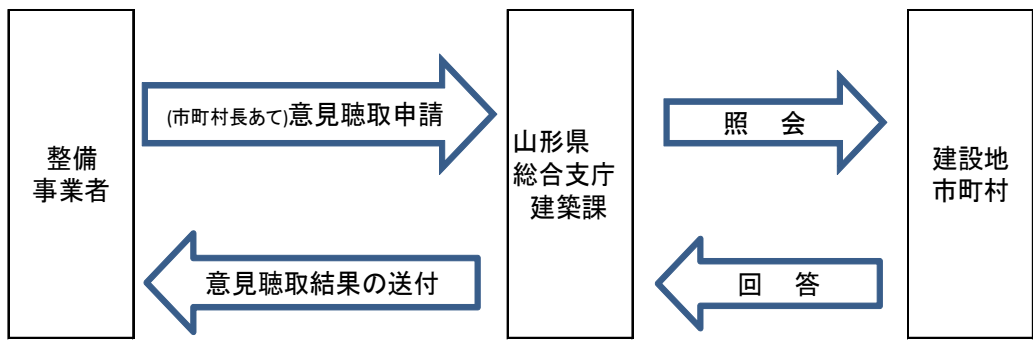 整備
事業者
(市町村長あて)意見聴取申請
意見聴取結果の送付
山形県
総合支庁
建築課
照 会
回 答
建設地
市町村